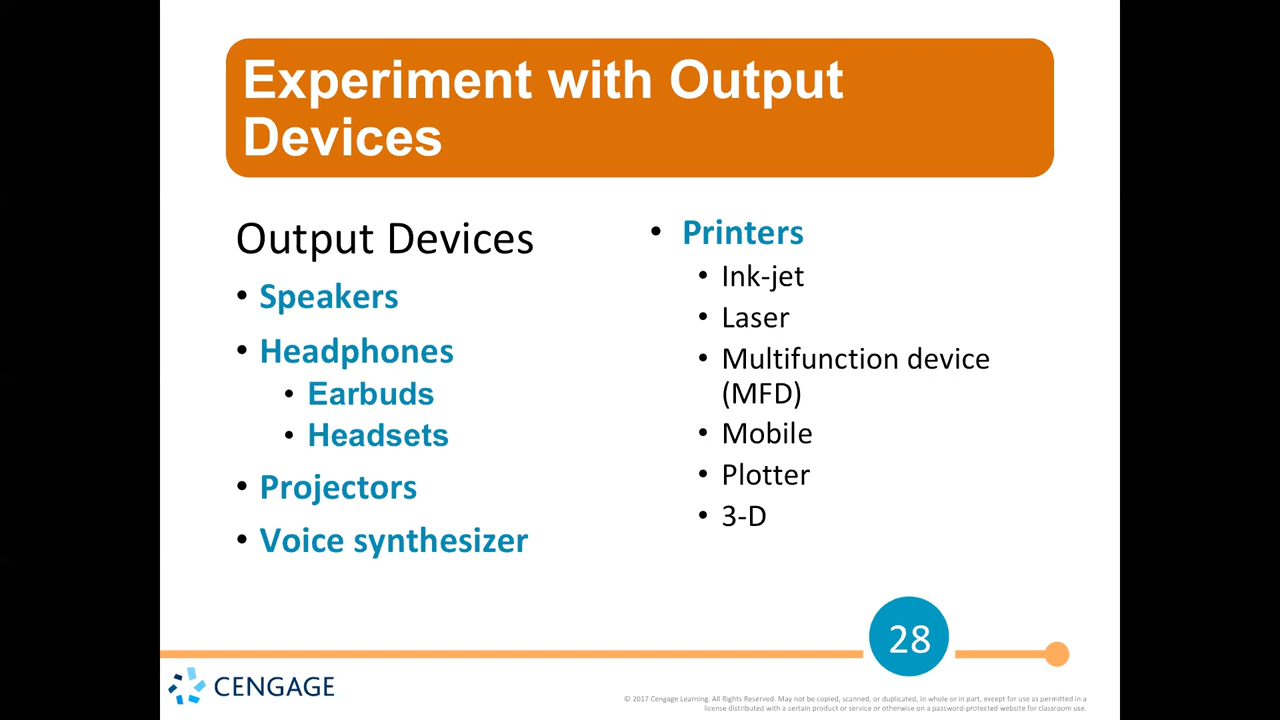 Experiment with Output
Devices
Output Devices
• Speakers
• Headphones
• Earbuds
• Headsets
• Projectors
• Voice synthesizer
• Printers
• Ink-jet
• Laser
• Multifunction device
(MFD)
• Mobile
• Plotter
• 3-D
28
CENGAGE
© 2017 Cengage Learning. All Rights Reserved. May not be copied, scanned, or duplicated, in whole or in part, except for use as permitted in a
license distributed with a certain product or service or otherwise on a password-protected website for classroom use.